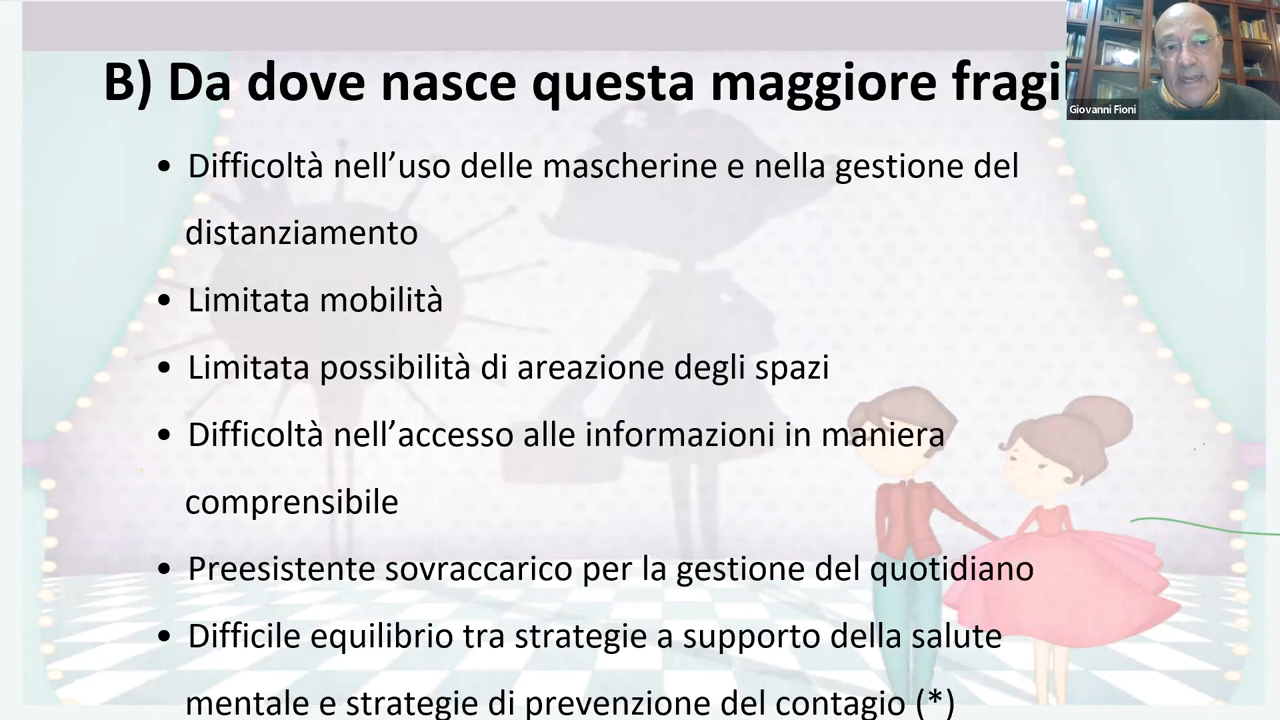 B) Da dove nasce questa maggiore fragi
Giovanni Fioni
• Difficoltà nell’uso delle mascherine e nella gestione del
distanziamento
• Limitata mobilità
• Limitata possibilità di areazione degli spazi
• Difficoltà nell’accesso alle informazioni in maniera
comprensibile
• Preesistente sovraccarico per la gestione del quotidiano
• Difficile equilibrio tra strategie a supporto della salute
mentale e strategie di prevenzione del contagio (*)